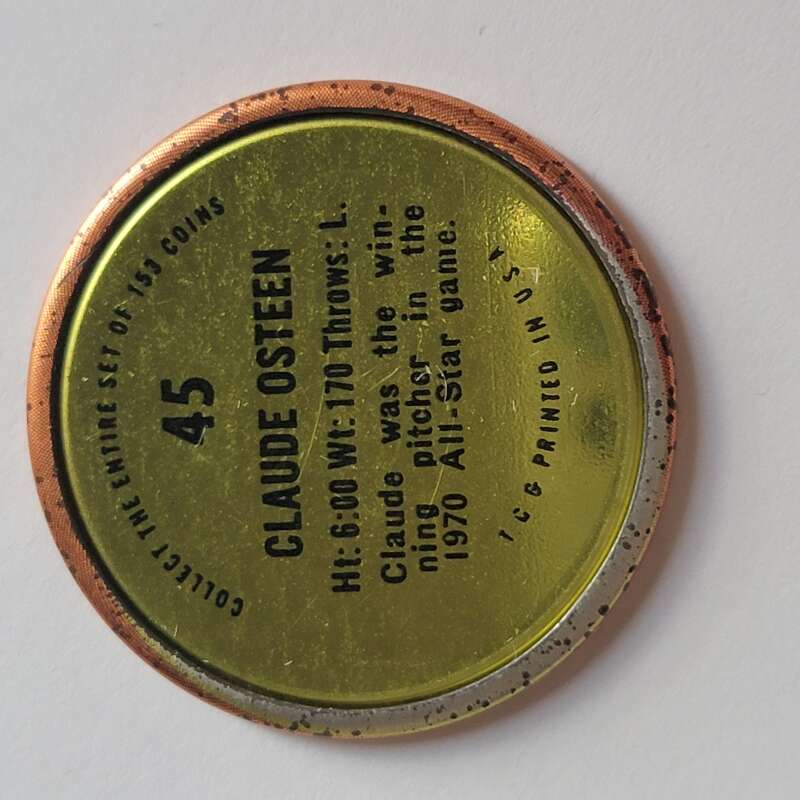 COLLECT THE ENTIRE SET OF 153 COINS
45
CLAUDE OSTEEN
Ht: 6:00 Wt: 170 Throws: L.
Claude was the win-
ning pitcher in the
1970 All-Star game.
T C G PRINTED IN USA